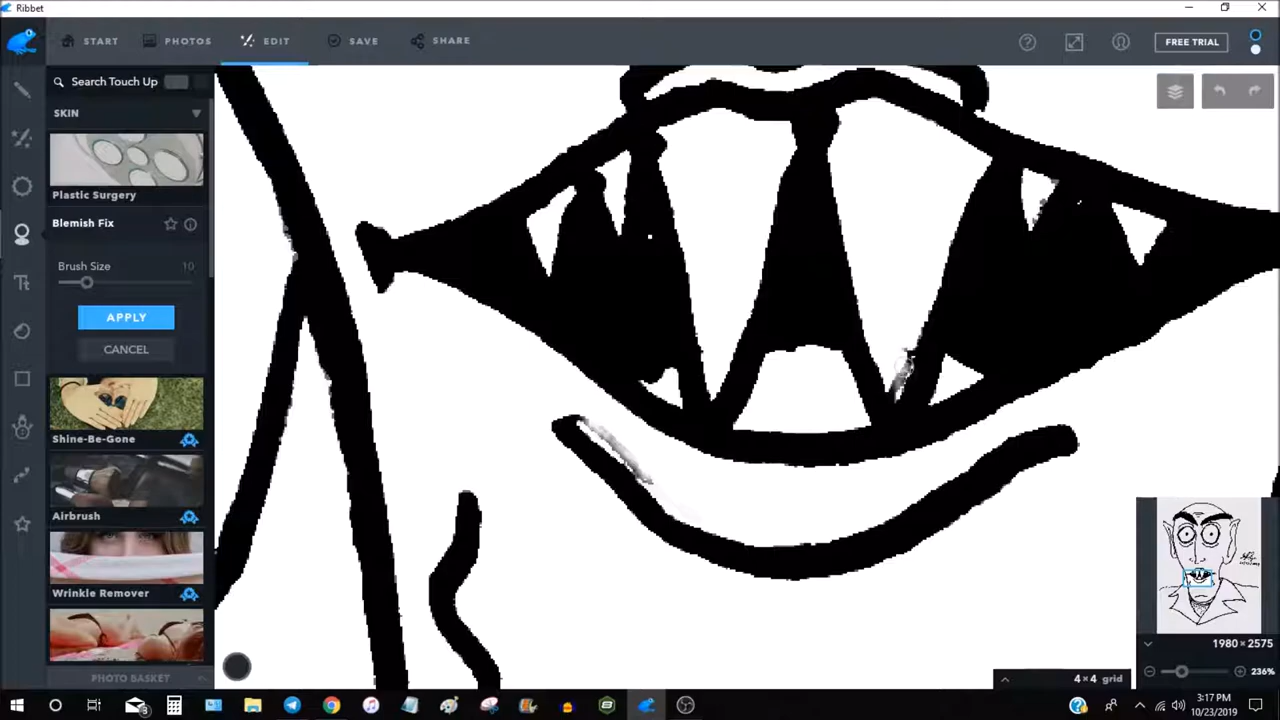 Ribbet
START
PHOTOS
EDIT
SAVE
SHARE
FREE TRIAL
Search Touch Up
SKIN
Plastic Surgery
Blemish Fix
Brush Size 10
APPLY
CANCEL
Shine-Be-Gone
Airbrush
Wrinkle Remover
PHOTO BASKET
1980 × 2575
236%
4×4 grid
3
3:17 PM
10/23/2019